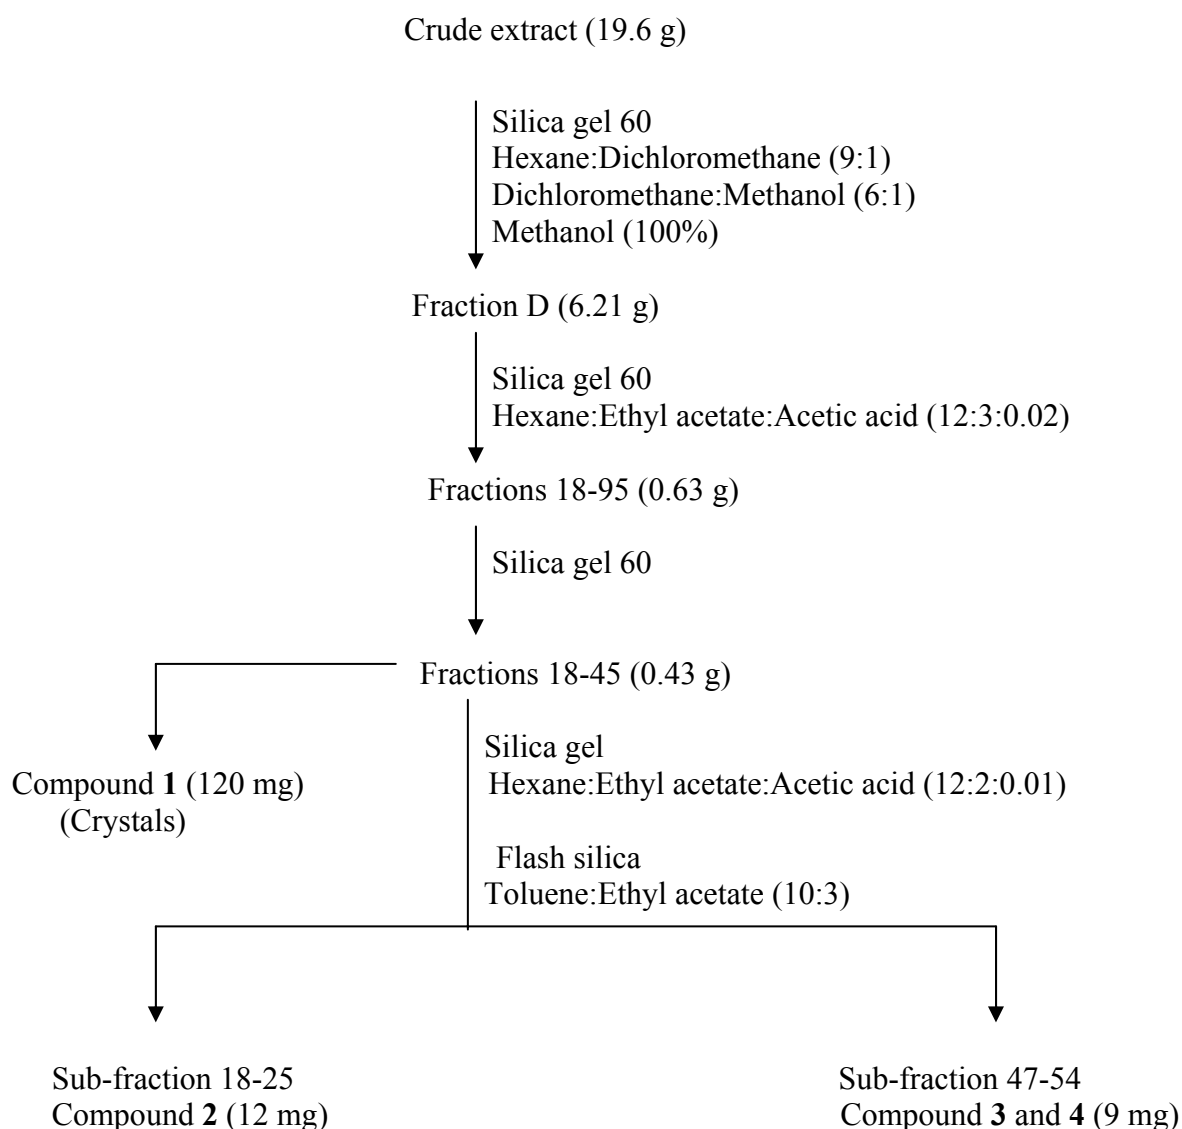 Crude extract (19.6 g)
Silica gel 60
Hexane:Dichloromethane (9:1)
Dichloromethane:Methanol (6:1)
Methanol (100%)
Fraction D (6.21 g)
Silica gel 60
Hexane:Ethyl acetate:Acetic acid (12:3:0.02)
Fractions 18-95 (0.63 g)
Silica gel 60
Fractions 18-45 (0.43 g)
Compound 1 (120 mg)
(Crystals)
Silica gel
Hexane:Ethyl acetate:Acetic acid (12:2:0.01)
Flash silica
Toluene:Ethyl acetate (10:3)
Sub-fraction 18-25
Compound 2 (12 mg)
Sub-fraction 47-54
Compound 3 and 4 (9 mg)